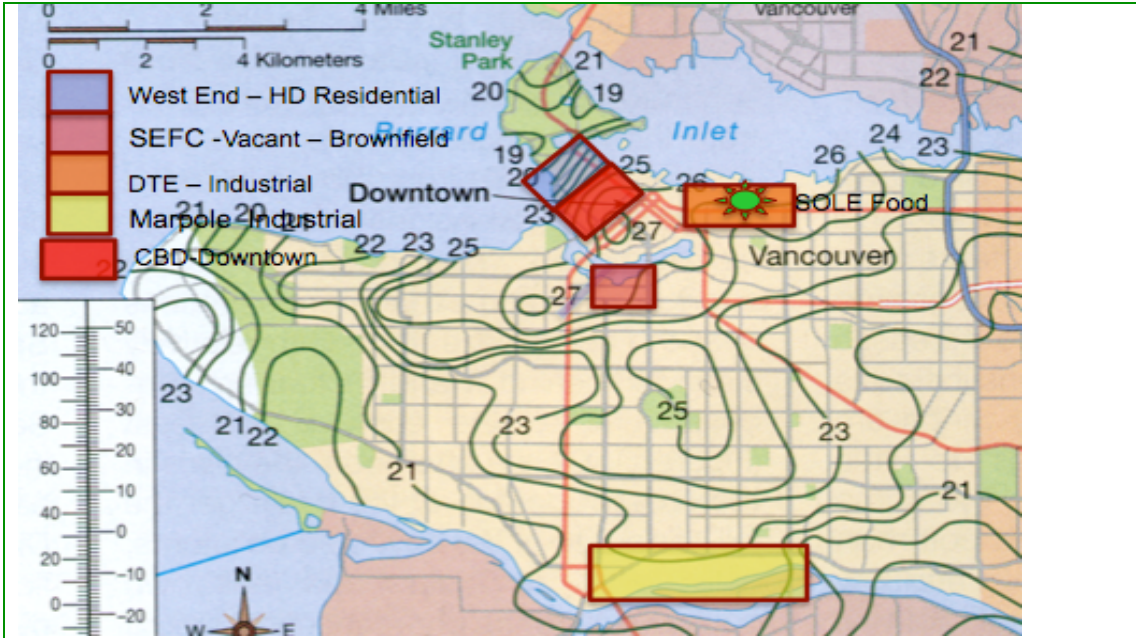 0 2 4 Miles
0 2 4 Kilometers
Vancouver
Stanley
Park
21
20
19
21
22
West End – HD Residential
SEFC -Vacant – Brownfield
Burrard Inlet
DTE – Industrial
Downtown
Marpole - Industrial
CBD-Downtown
19
20
25
26
26
24
23
SOLE Food
Vancouver
23
27
27
21 20 21
22 23 25
22
23
21
22
21
23
25
23
21
120
100
80
60
40
20
0
50
40
30
20
10
0
-10
-20
N
W E